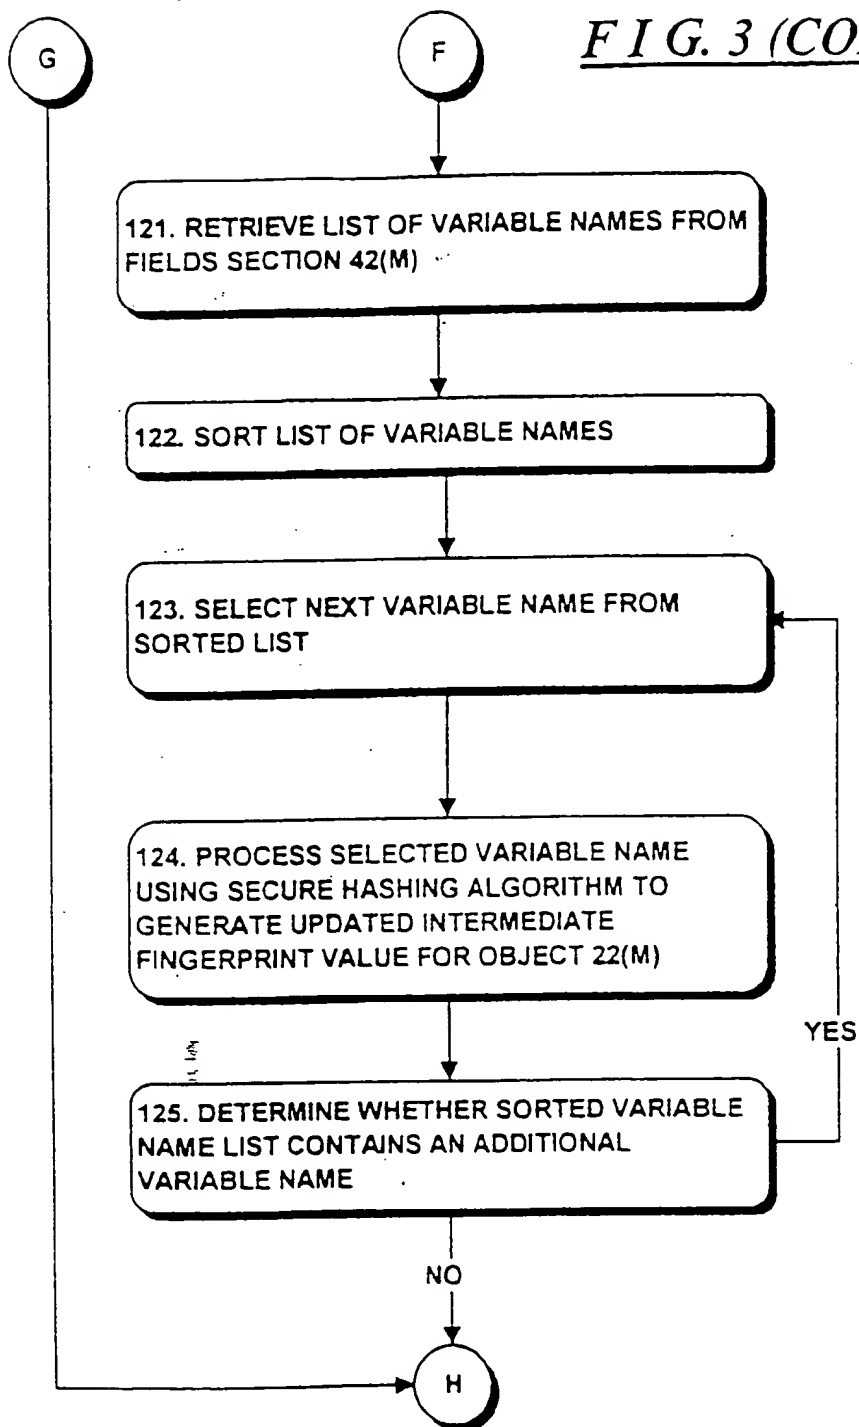 G
F
F I G. 3 (CO
121. RETRIEVE LIST OF VARIABLE NAMES FROM
FIELDS SECTION 42(M)
122. SORT LIST OF VARIABLE NAMES
123. SELECT NEXT VARIABLE NAME FROM
SORTED LIST
124. PROCESS SELECTED VARIABLE NAME
USING SECURE HASHING ALGORITHM TO
GENERATE UPDATED INTERMEDIATE
FINGERPRINT VALUE FOR OBJECT 22(M)
YES
125. DETERMINE WHETHER SORTED VARIABLE
NAME LIST CONTAINS AN ADDITIONAL
VARIABLE NAME
NO
H